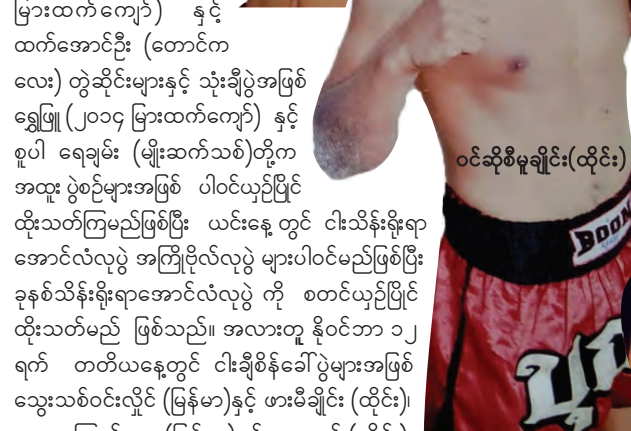 မြားထက်ကျော်) နှင့်
ထက်အောင်ဦး (တောင်က
လေး) တွဲဆိုင်းများနှင့် သုံးချီပွဲအဖြစ်
ရွှေဖြူ (၂၀၁၄ မြားထက်ကျော်) နှင့်
စူပါ ရေချမ်း (မျိုးဆက်သစ်)တို့က
အထူး ပွဲစဉ်များအဖြစ် ပါဝင်ယှဉ်ပြိုင်
ထိုးသတ်ကြမည်ဖြစ်ပြီး ယင်းနေ့ တွင် ငါးသိန်းရိုးရာ
အောင်လံလုပွဲ အကြိုဗိုလ်လုပွဲ များပါဝင်မည်ဖြစ်ပြီး
ခုနစ်သိန်းရိုးရာအောင်လံလုပွဲ ကို စတင်ယှဉ်ပြိုင်
ထိုးသတ်မည် ဖြစ်သည်။ အလားတူ နိုဝင်ဘာ ၁၂
ရက် တတိယနေ့တွင် ငါးချီစိန်ခေါ်ပွဲများအဖြစ်
သွေးသစ်ဝင်းလှိုင် (မြန်မာ)နှင့် ဖားမီချိုင်း (ထိုင်း)၊
ဝင်ဆိုစီမူချိုင်း(ထိုင်း)
BOON